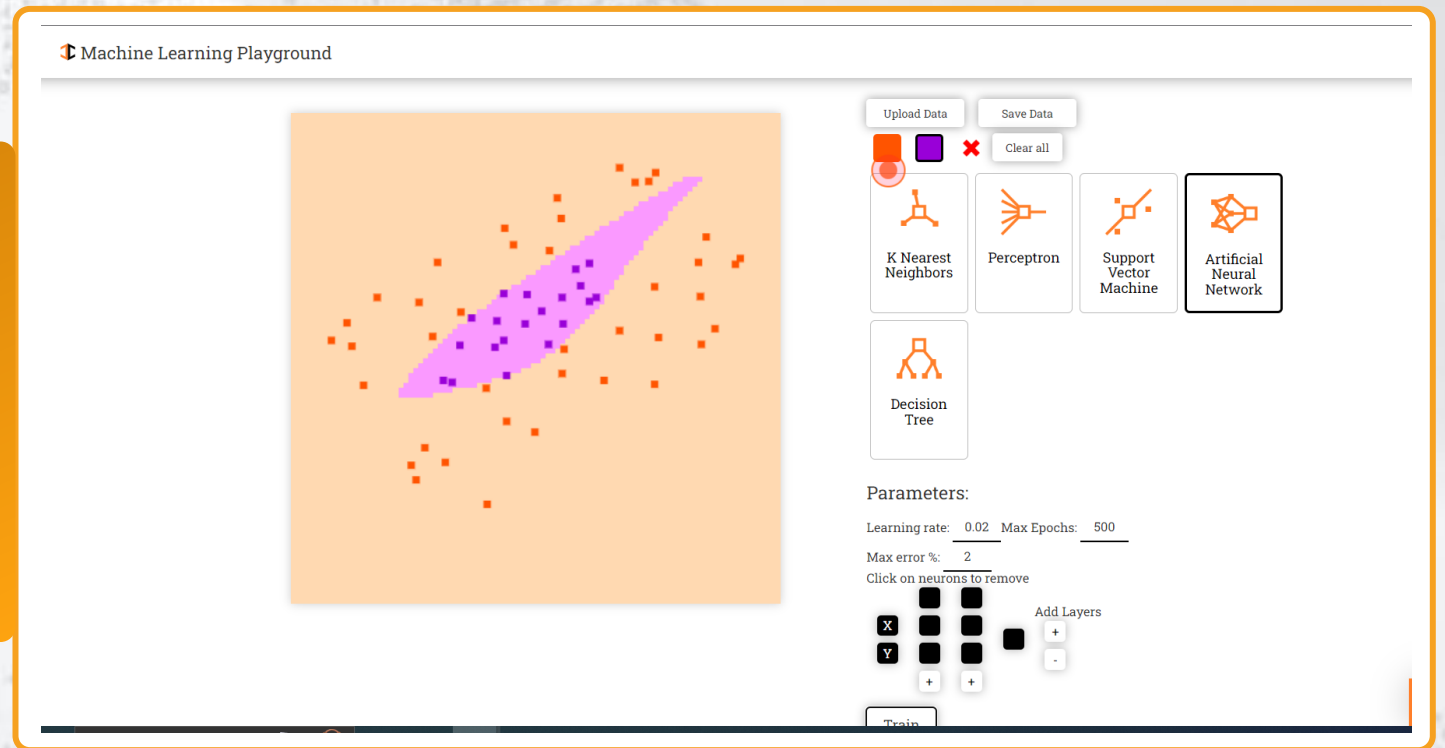 Machine Learning Playground
Upload Data
Save Data
Clear all
K Nearest
Neighbors
Perceptron
Support
Vector
Machine
Artificial
Neural
Network
Decision
Tree
Parameters:
Learning rate: 0.02 Max Epochs: 500
Max error %: 2
Click on neurons to remove
Add Layers
X
+
Y
-
+ +
Train